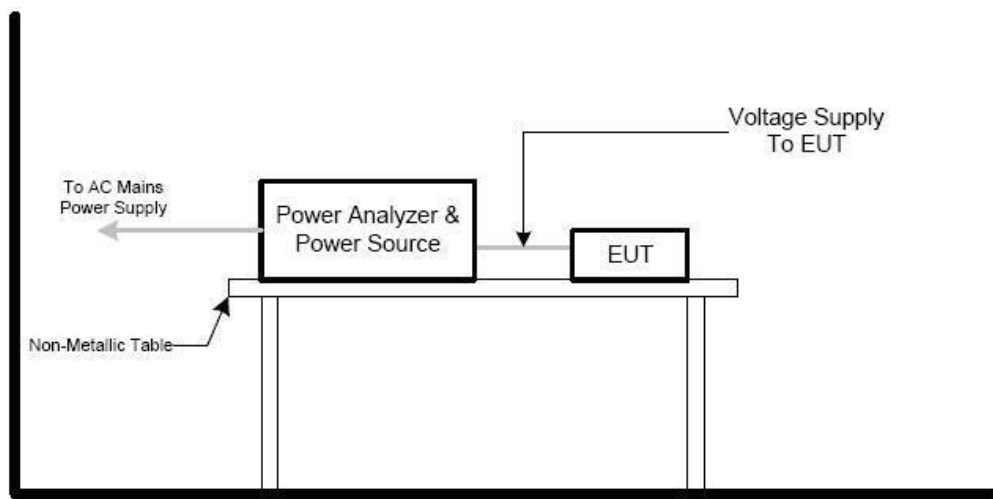 Voltage Supply
To EUT
To AC Mains
Power Supply
Power Analyzer &
Power Source
EUT
Non-Metallic Table